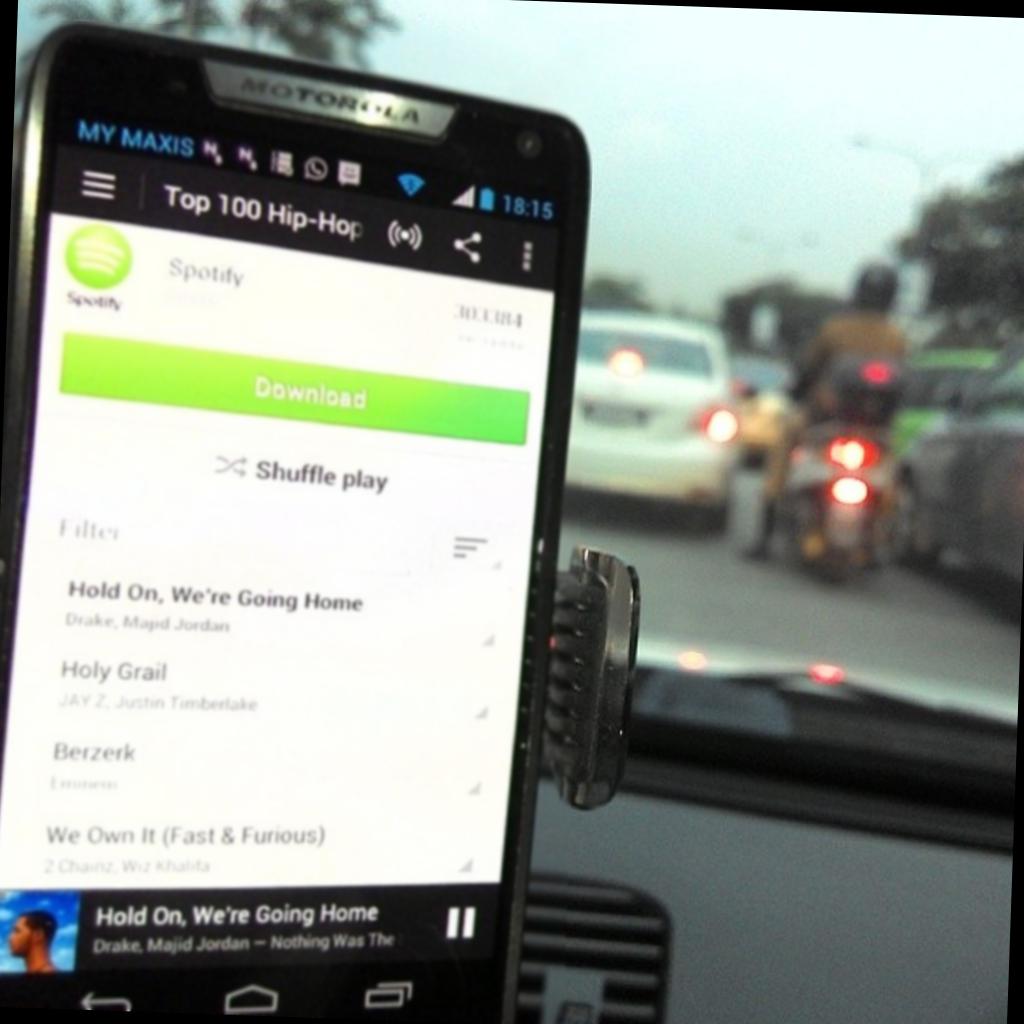 MOTOROLA
MY MAXIS 18:15
Top 100 Hip-Hop
Spotify
Spotify
303384
Download
Shuffle play
Filter
Hold On, We're Going Home
Drake, Majid Jordan
Holy Grail
JAY Z, Justin Timberlake
Berzerk
Eminem
We Own It (Fast & Furious)
2 Chainz, Wiz Khalifa
Hold On, We're Going Home
Drake, Majid Jordan — Nothing Was The